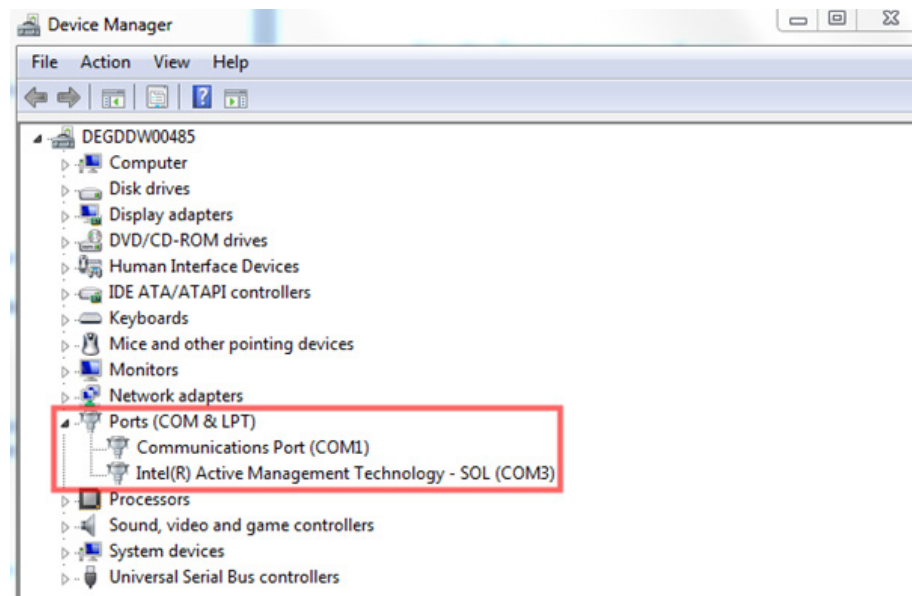 Device Manager
File Action View Help
DEGDDW00485
Computer
Disk drives
Display adapters
DVD/CD-ROM drives
Human Interface Devices
IDE ATA/ATAPI controllers
Keyboards
Mice and other pointing devices
Monitors
Network adapters
Ports (COM & LPT)
Communications Port (COM1)
Intel(R) Active Management Technology - SOL (COM3)
Processors
Sound, video and game controllers
System devices
Universal Serial Bus controllers